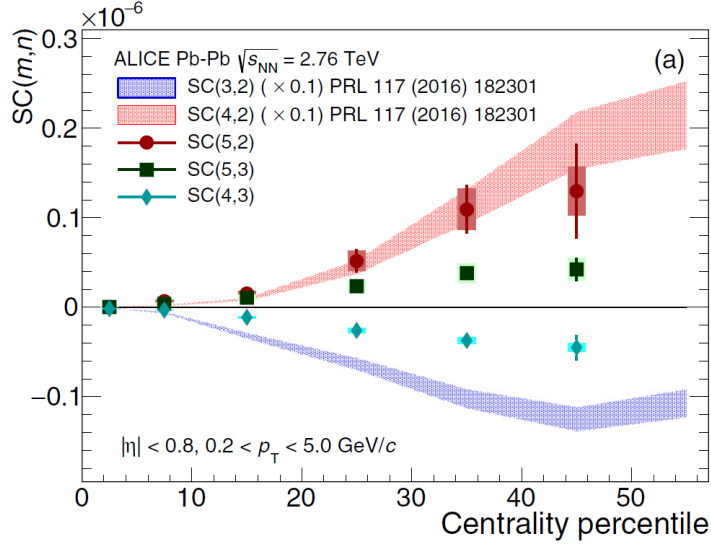 ×10⁻⁶
SC(m,n)
0.3
0.2
0.1
0
−0.1
ALICE Pb-Pb √sNN = 2.76 TeV
(a)
SC(3,2) ( × 0.1) PRL 117 (2016) 182301
SC(4,2) ( × 0.1) PRL 117 (2016) 182301
SC(5,2)
SC(5,3)
SC(4,3)
|η| < 0.8, 0.2 < pT < 5.0 GeV/c
0 10 20 30 40 50
Centrality percentile